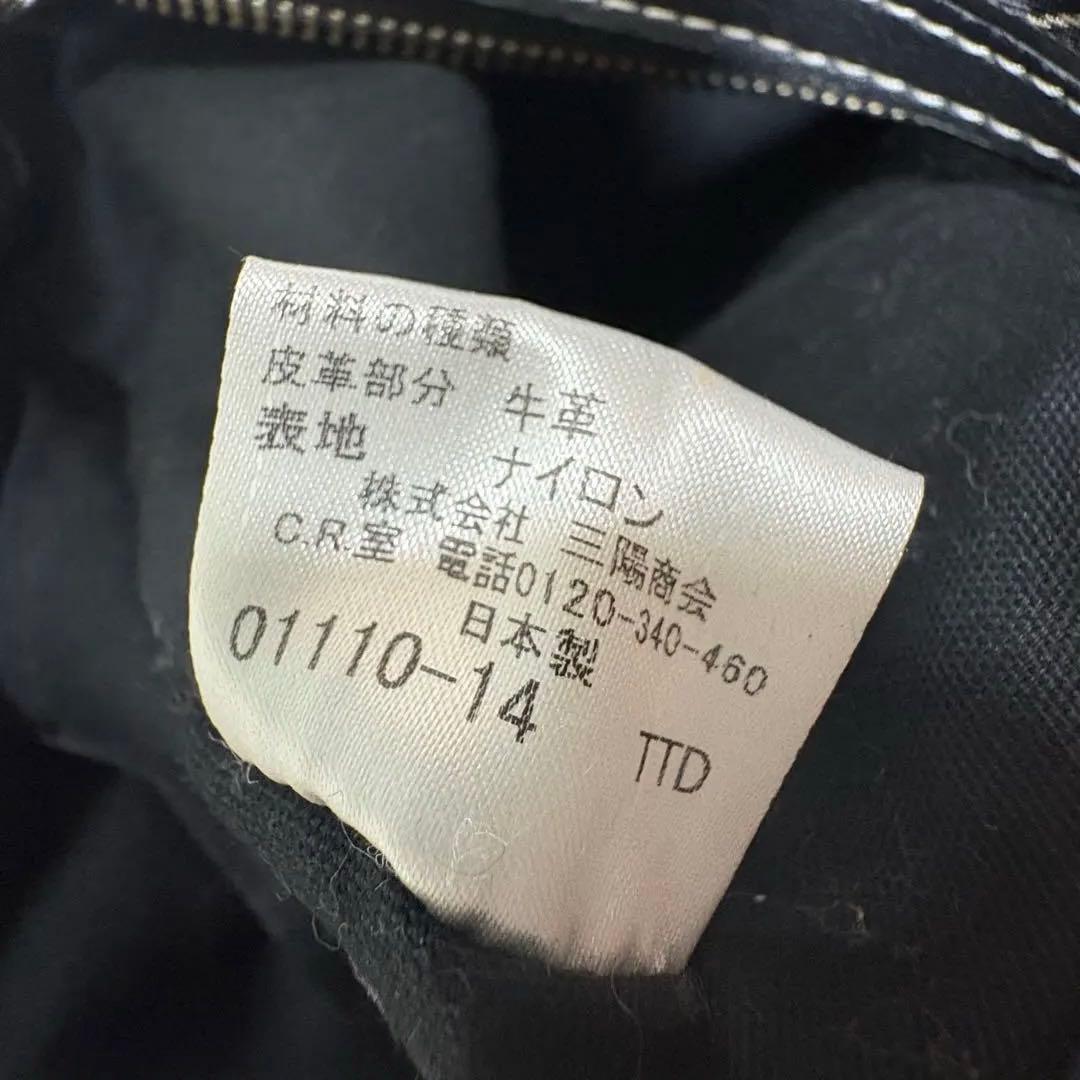 材料の種類
皮革部分 牛革
表地 ナイロン
株式会社 三陽商会
C.R.室 電話0120-340-460
日本製
01110-14
TTD